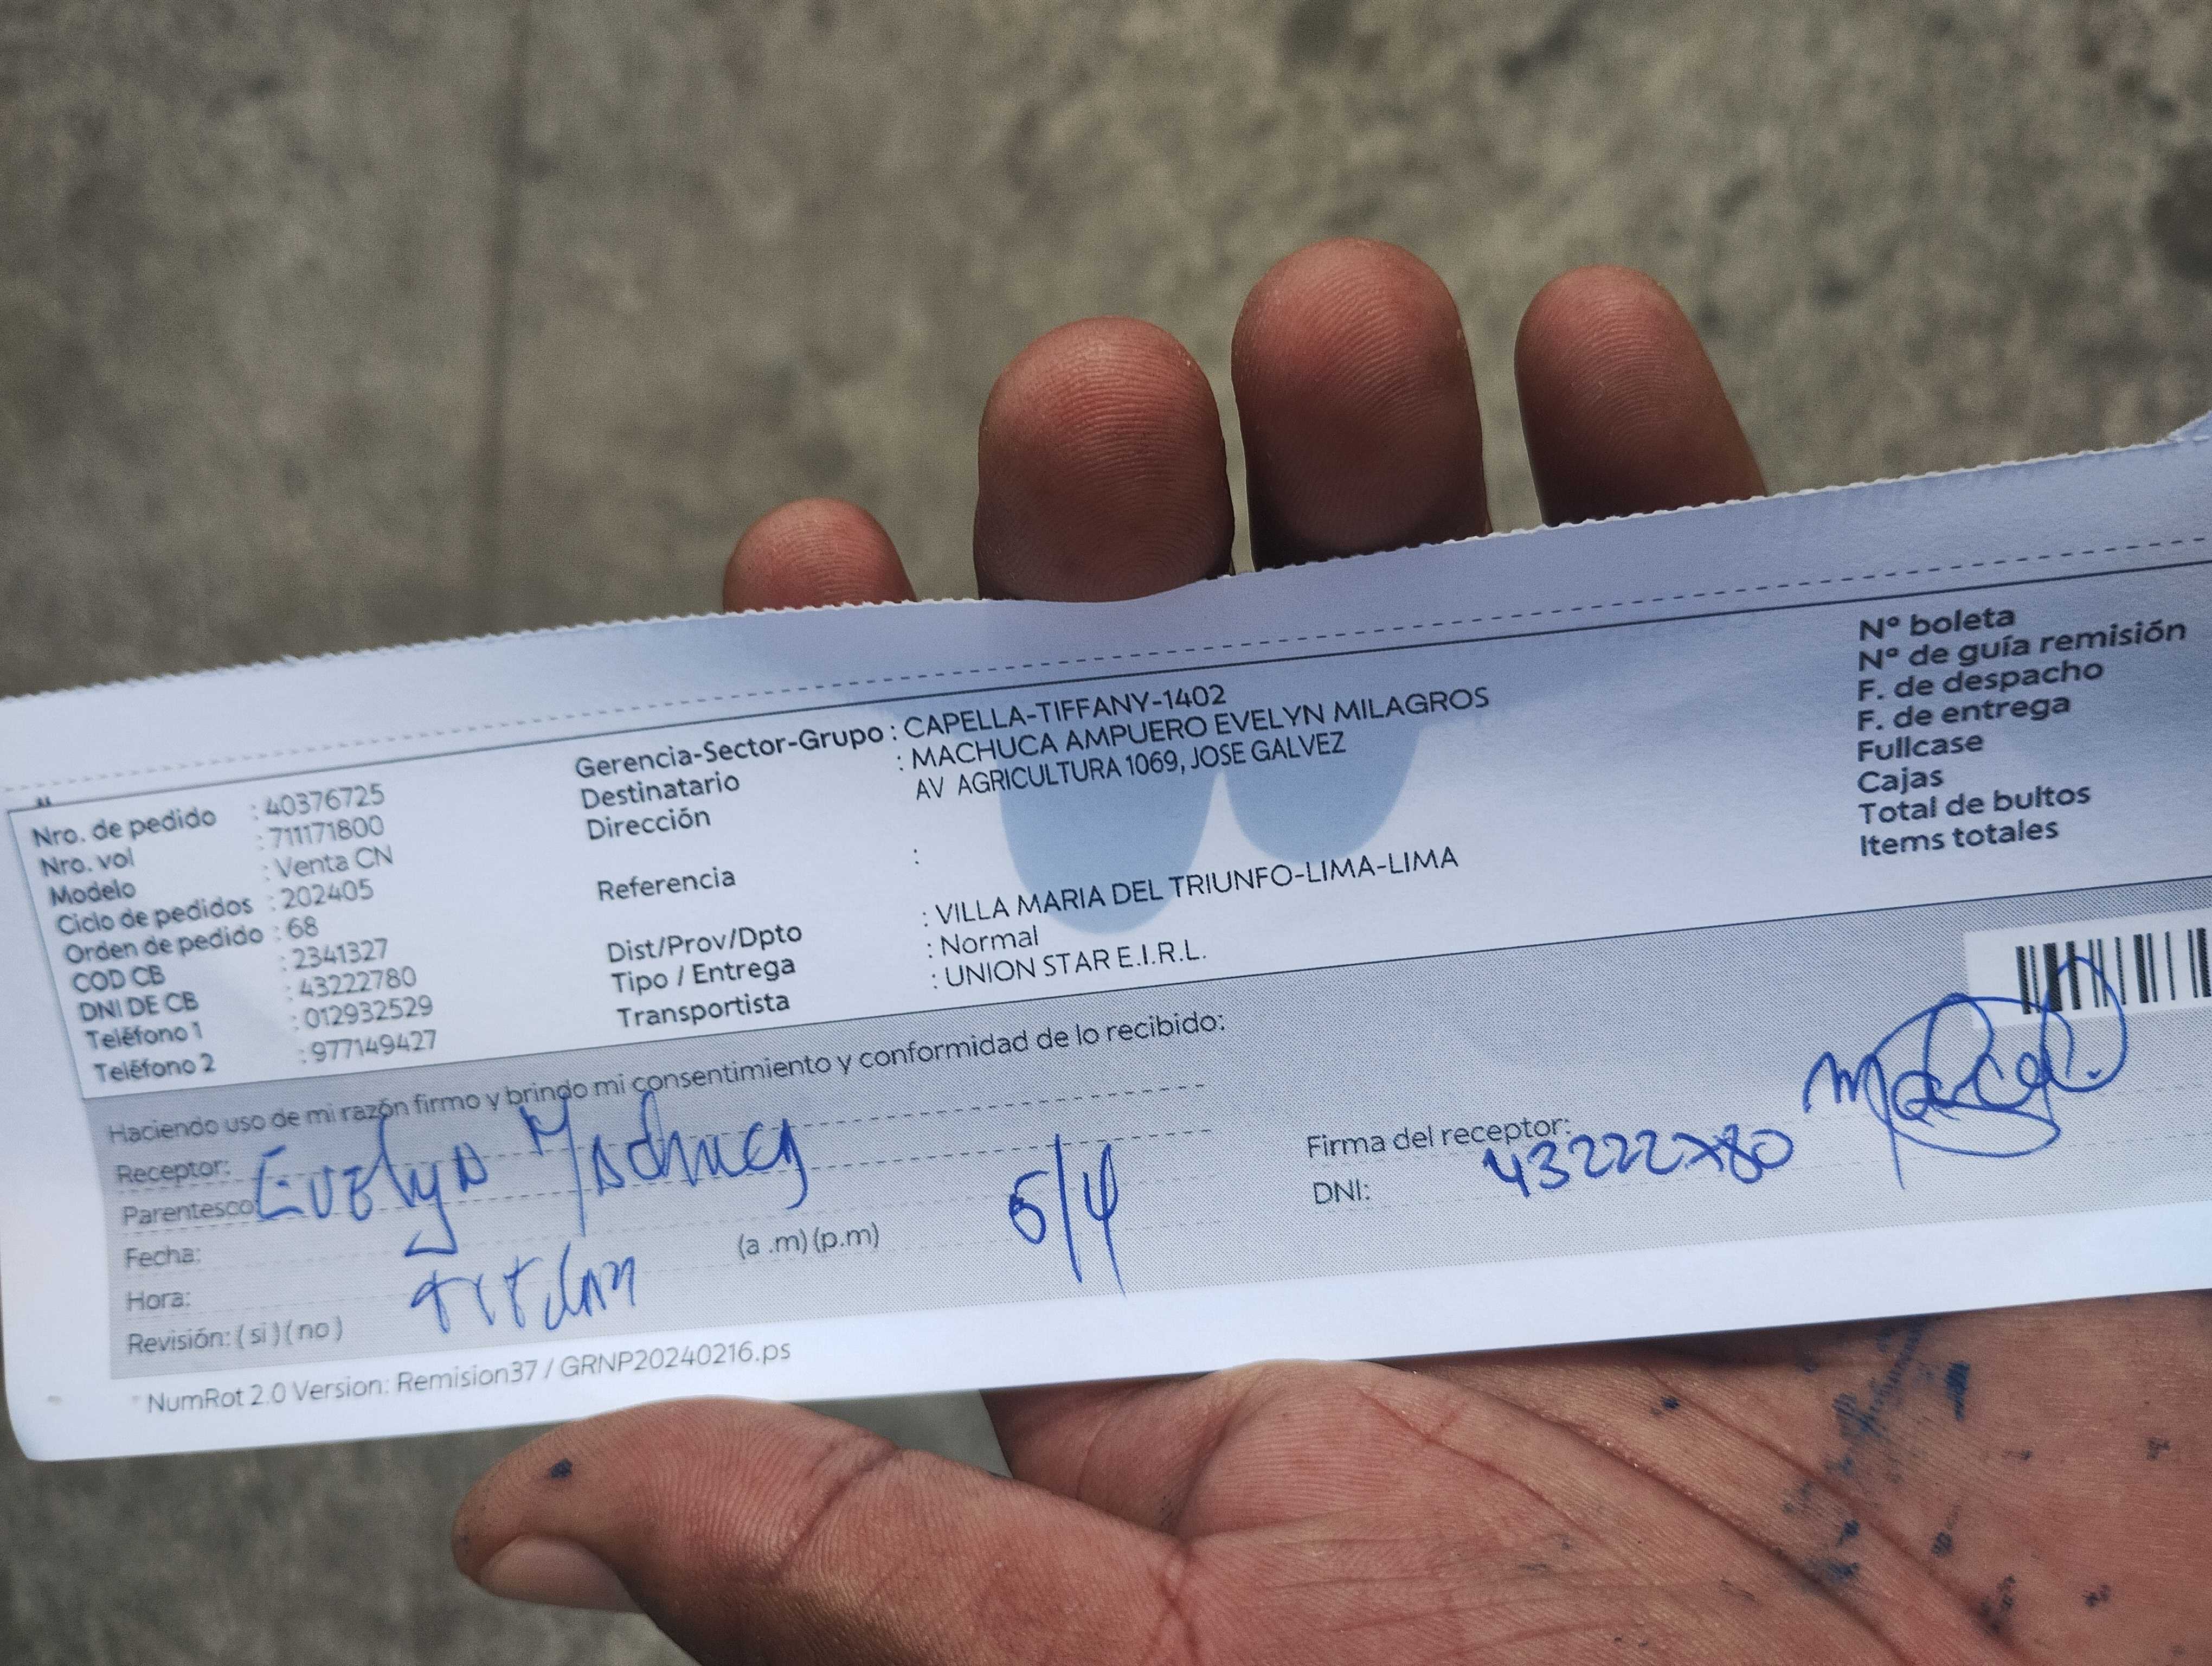 Nro. de pedido : 40376725
Nro. vol : 711171800
Modelo : Venta CN
Ciclo de pedidos : 202405
Orden de pedido : 68
COD CB : 2341327
DNI DE CB : 43222780
Teléfono 1 : 012932529
Teléfono 2 : 977149427
Gerencia-Sector-Grupo : CAPELLA-TIFFANY-1402
Destinatario : MACHUCA AMPUERO EVELYN MILAGROS
Dirección AV AGRICULTURA 1069, JOSE GALVEZ
Referencia :
Dist/Prov/Dpto : VILLA MARIA DEL TRIUNFO-LIMA-LIMA
Tipo / Entrega : Normal
Transportista : UNION STAR E.I.R.L.
Nº boleta
Nº de guía remisión
F. de despacho
F. de entrega
Fullcase
Cajas
Total de bultos
Items totales
Haciendo uso de mi razón firmo y brindo mi consentimiento y conformidad de lo recibido:
Receptor: Evelyn Machuca
Parentesco:
Fecha:
Hora: (a .m) (p.m) 5/4
Revisión: ( si ) ( no )
Titular
Firma del receptor:
DNI: 43222780
NumRot 2.0 Version: Remision37 / GRNP20240216.ps